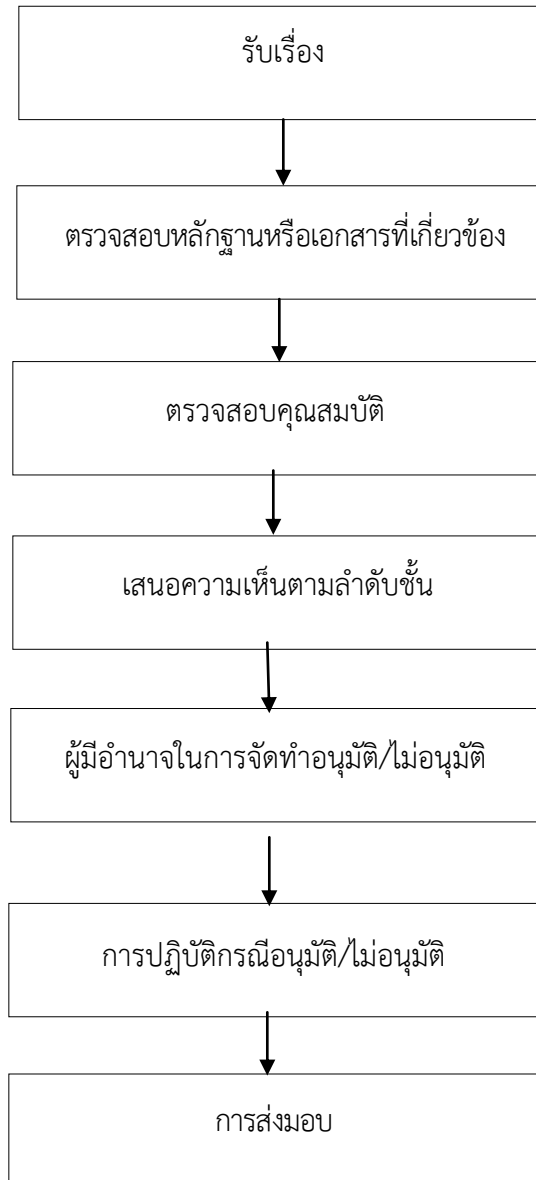 รับเรื่อง
ตรวจสอบหลักฐานหรือเอกสารที่เกี่ยวข้อง
ตรวจสอบคุณสมบัติ
เสนอความเห็นตามลำดับชั้น
ผู้มีอำนาจในการจัดทำอนุมัติ/ไม่อนุมัติ
การปฏิบัติกรณีอนุมัติ/ไม่อนุมัติ
การส่งมอบ